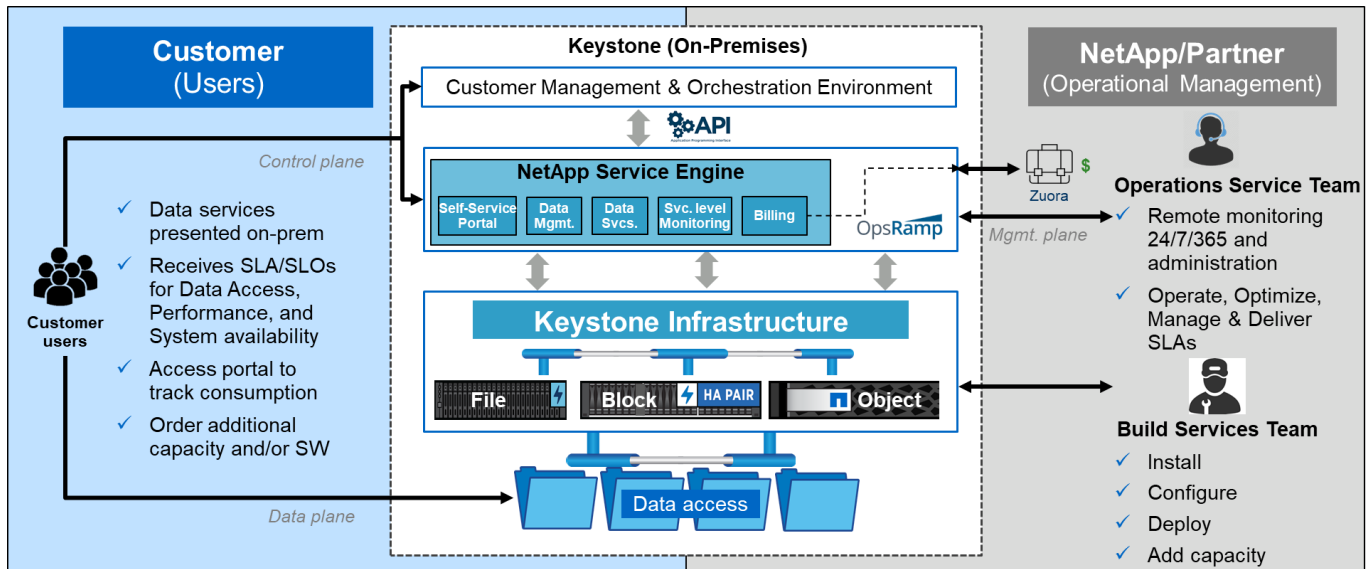 Customer
(Users)
Control plane
✓ Data services
presented on-prem
✓ Receives SLA/SLOs
for Data Access,
Performance, and
System availability
✓ Access portal to
track consumption
✓ Order additional
capacity and/or SW
Customer
users
Data plane
Keystone (On-Premises)
Customer Management & Orchestration Environment
API
Application Programming Interface
NetApp Service Engine
Self-Service
Portal
Data
Mgmt.
Data
Svcs.
Svc. level
Monitoring
Billing
OpsRamp
Keystone Infrastructure
File
Block
HA PAIR
Object
Data access
NetApp/Partner
(Operational Management)
$
Zuora
Mgmt. plane
Operations Service Team
✓ Remote monitoring
24/7/365 and
administration
✓ Operate, Optimize,
Manage & Deliver
SLAs
Build Services Team
✓ Install
✓ Configure
✓ Deploy
✓ Add capacity